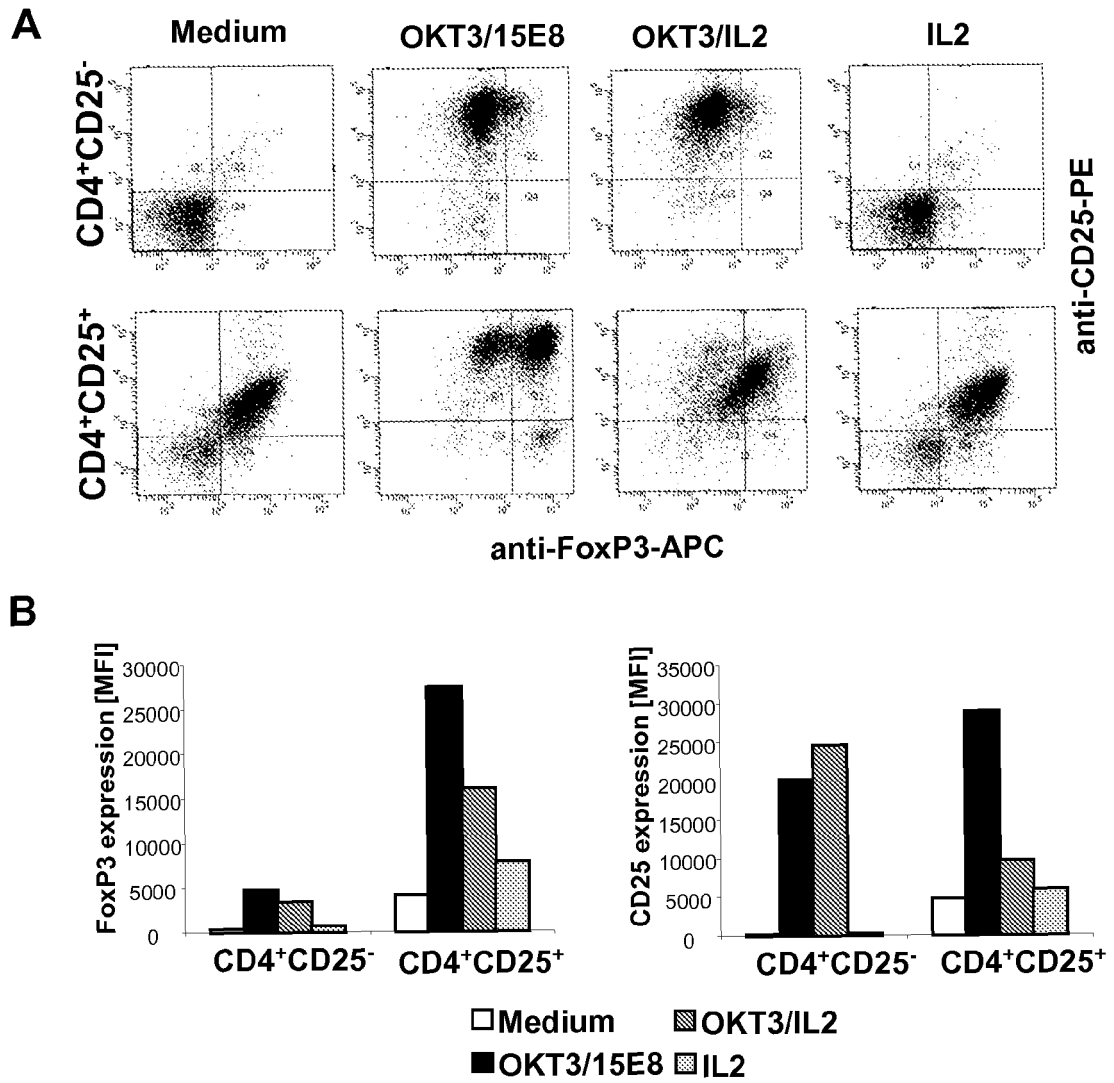 A
Medium
OKT3/15E8
OKT3/IL2
IL2
CD4⁺CD25⁻
CD4⁺CD25⁺
anti-CD25-PE
anti-FoxP3-APC
B
FoxP3 expression [MFI]
30000
25000
20000
15000
10000
5000
0
CD4⁺CD25⁻
CD4⁺CD25⁺
CD25 expression [MFI]
35000
30000
25000
20000
15000
10000
5000
0
CD4⁺CD25⁻
CD4⁺CD25⁺
Medium
OKT3/IL2
OKT3/15E8
IL2